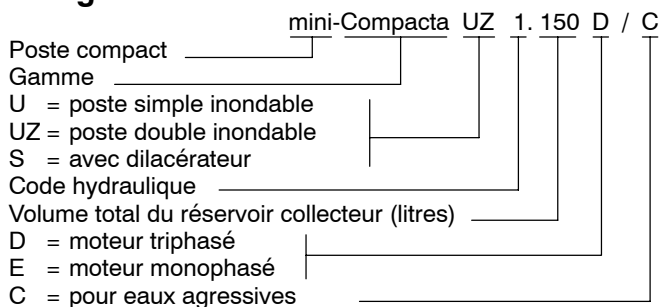 mini-Compacta UZ 1. 150 D / C
Poste compact
Gamme
U = poste simple inondable
UZ = poste double inondable
S = avec dilacérateur
Code hydraulique
Volume total du réservoir collecteur (litres)
D = moteur triphasé
E = moteur monophasé
C = pour eaux agressives